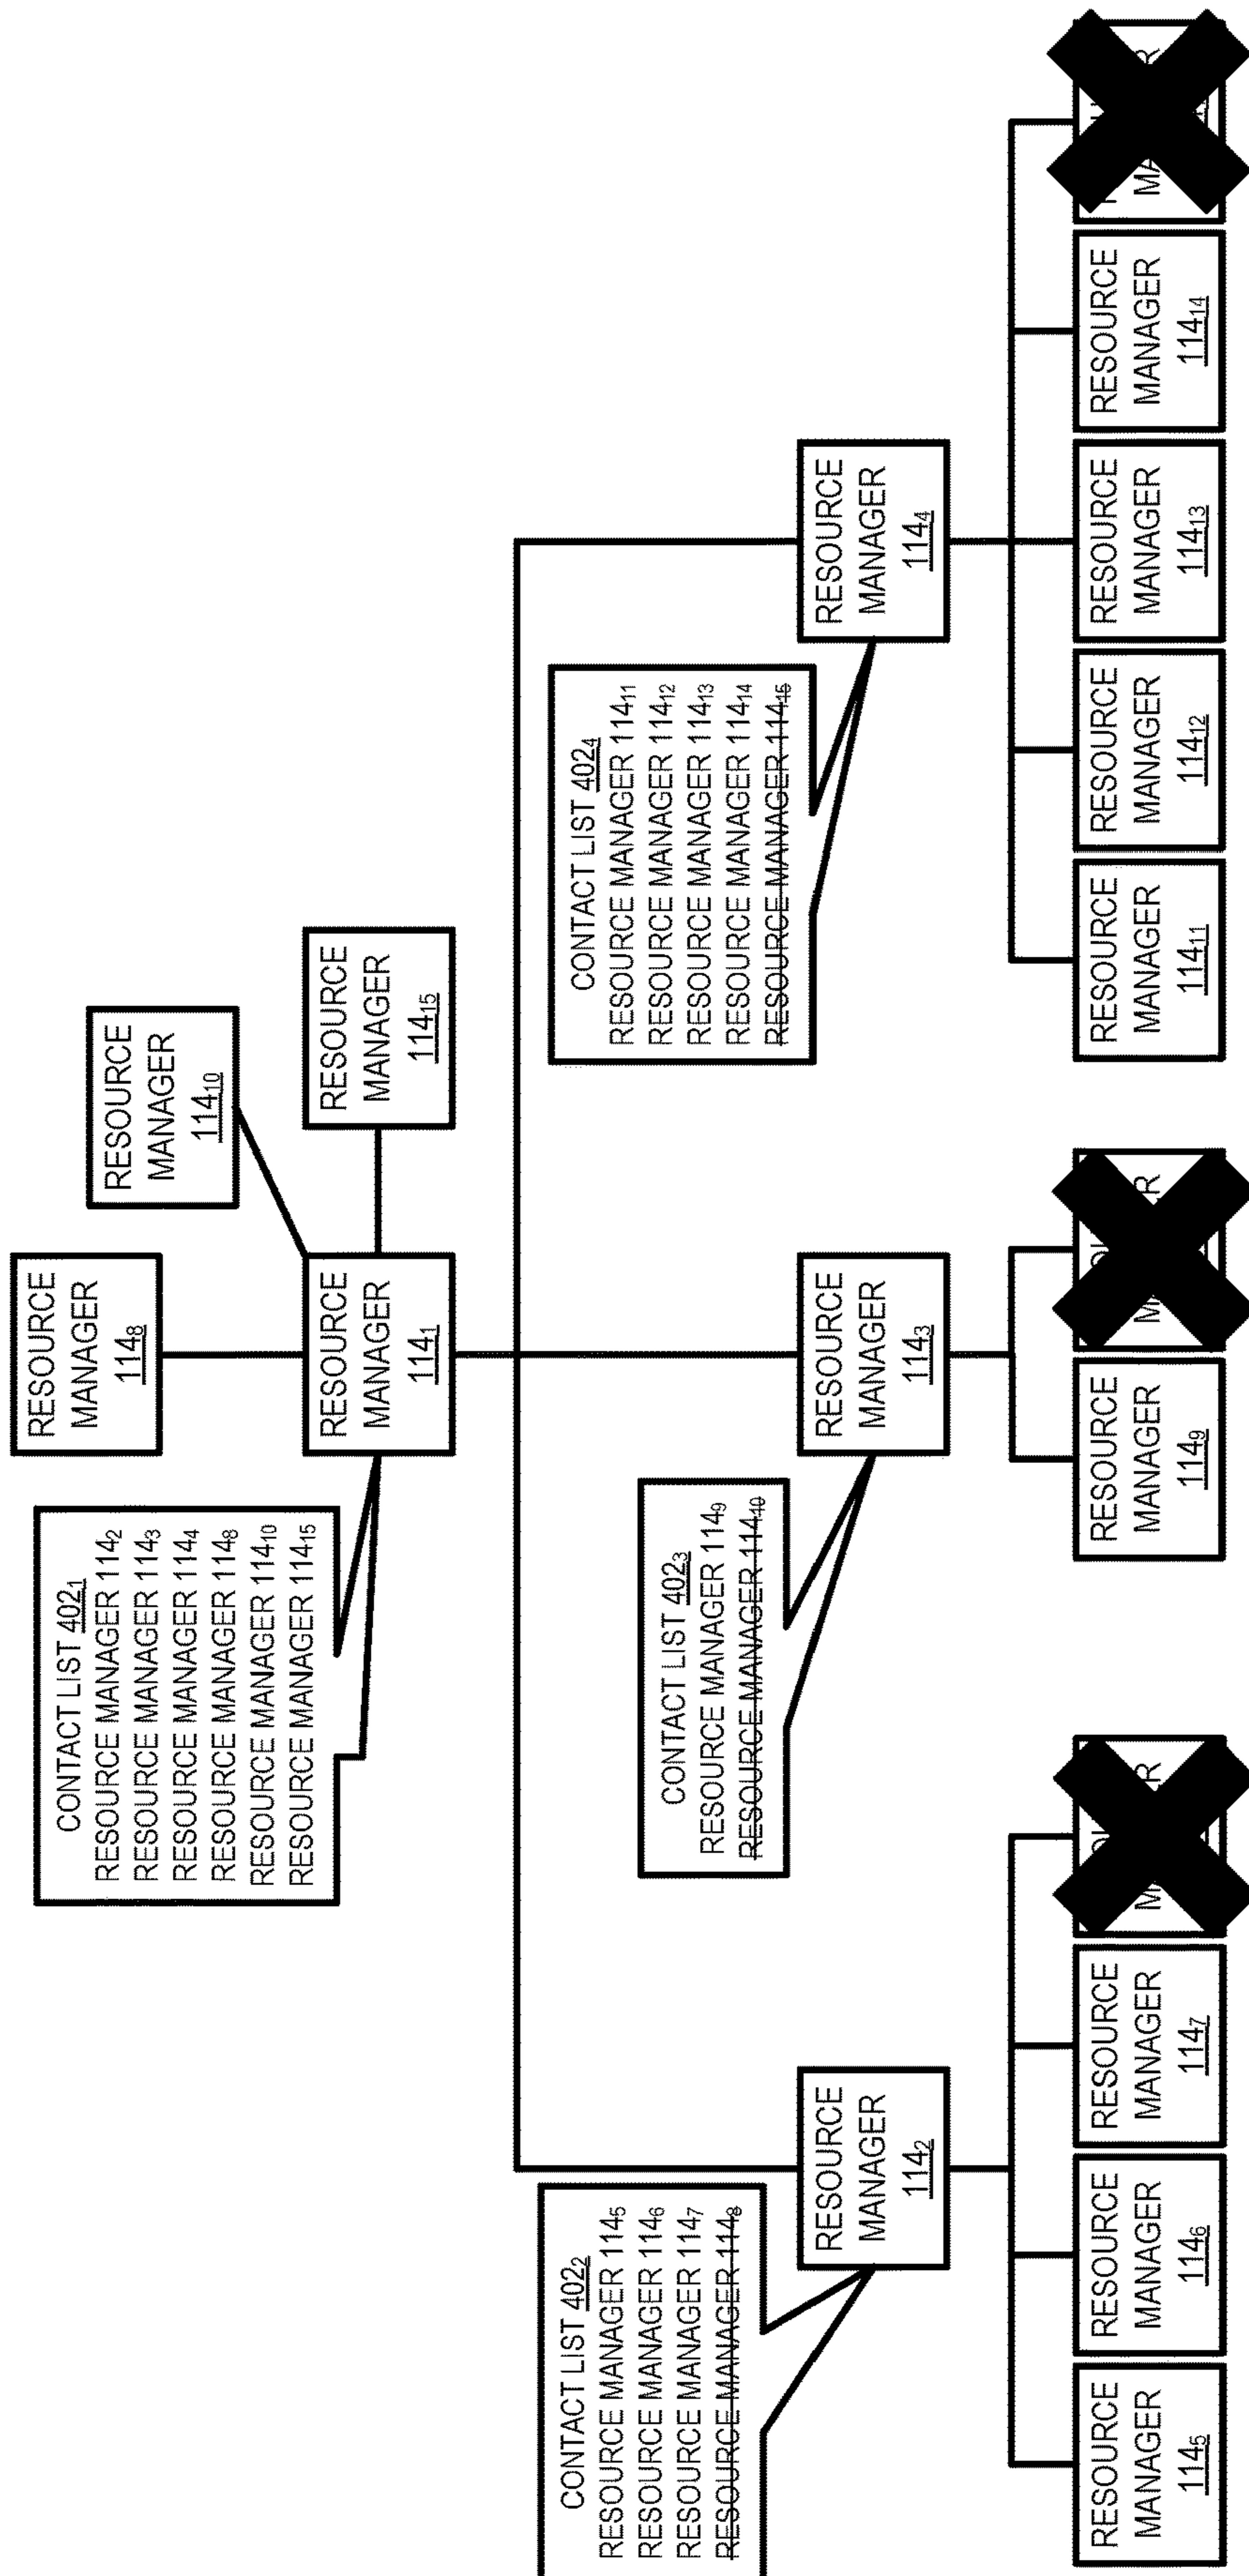 RESOURCE
MANAGER
114₈
RESOURCE
MANAGER
114₁₀
CONTACT LIST 402₁
RESOURCE MANAGER 114₂
RESOURCE MANAGER 114₃
RESOURCE MANAGER 114₄
RESOURCE MANAGER 114₈
RESOURCE MANAGER 114₁₀
RESOURCE MANAGER 114₁₅
RESOURCE
MANAGER
114₁
RESOURCE
MANAGER
114₁₅
CONTACT LIST 402₂
RESOURCE MANAGER 114₅
RESOURCE MANAGER 114₆
RESOURCE MANAGER 114₇
RESOURCE MANAGER 114₈
RESOURCE
MANAGER
114₂
CONTACT LIST 402₃
RESOURCE MANAGER 114₉
RESOURCE MANAGER 114₁₀
RESOURCE
MANAGER
114₃
CONTACT LIST 402₄
RESOURCE MANAGER 114₁₁
RESOURCE MANAGER 114₁₂
RESOURCE MANAGER 114₁₃
RESOURCE MANAGER 114₁₄
RESOURCE MANAGER 114₁₅
RESOURCE
MANAGER
114₄
RESOURCE
MANAGER
114₅
RESOURCE
MANAGER
114₆
RESOURCE
MANAGER
114₇
RESOURCE
MANAGER
114₉
RESOURCE
MANAGER
114₁₁
RESOURCE
MANAGER
114₁₂
RESOURCE
MANAGER
114₁₃
RESOURCE
MANAGER
114₁₄